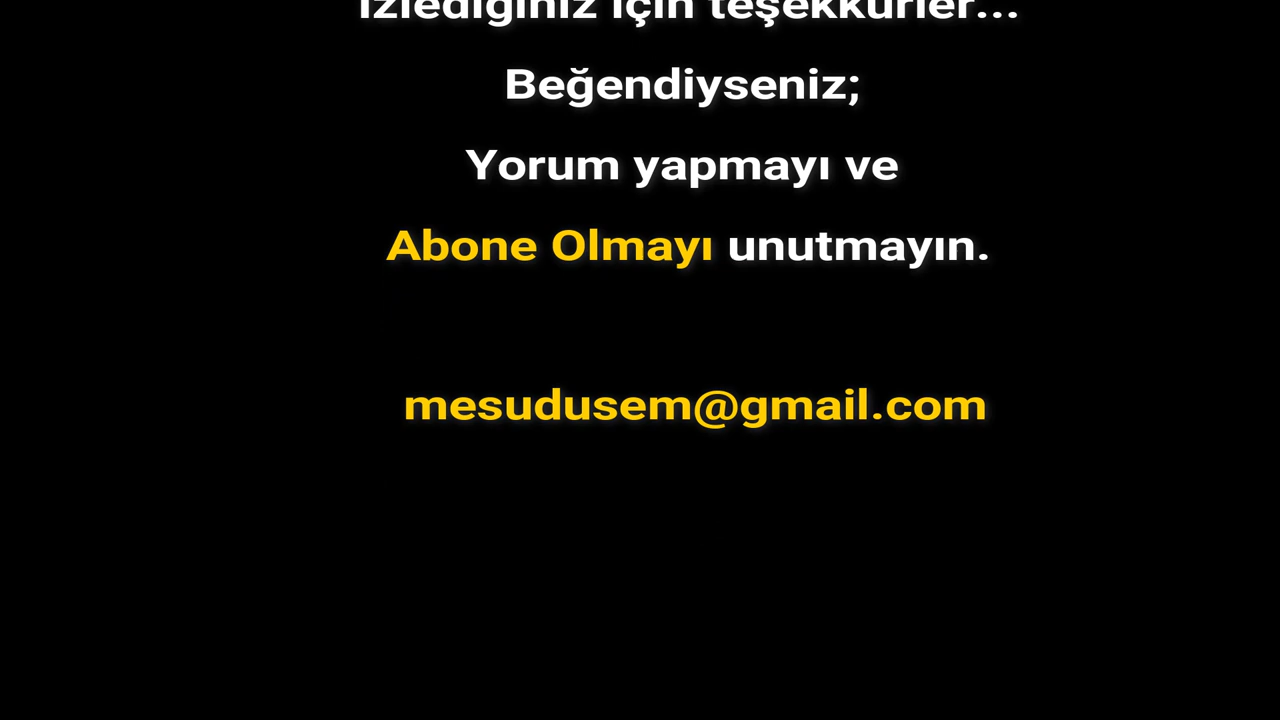 İzlediğiniz için teşekkürler...
Beğendiyseniz;
Yorum yapmayı ve
Abone Olmayı unutmayın.
mesudusem@gmail.com